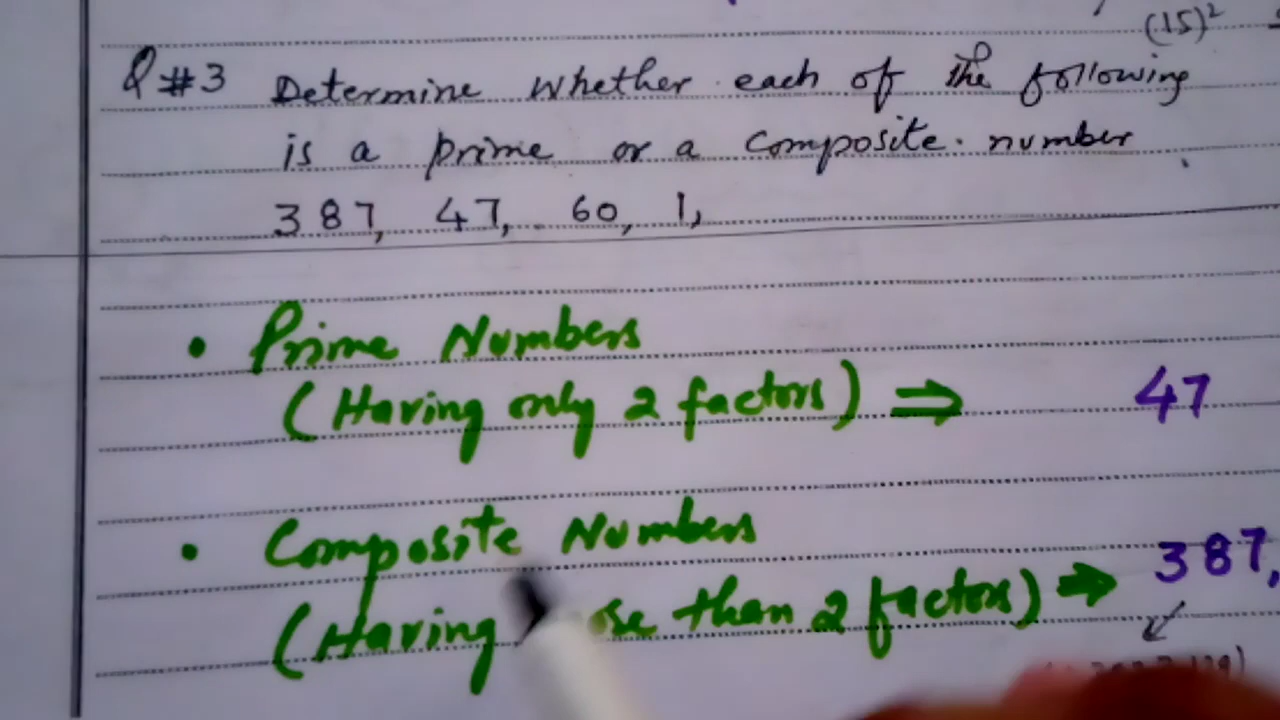 (15)²
Q #3 Determine whether each of the following
is a prime or a composite. number
387, 47, 60, 1,
• Prime Numbers
(Having only 2 factors) ⇒ 47
• Composite Numbers
(Having than 2 factors) ⇒ 387,